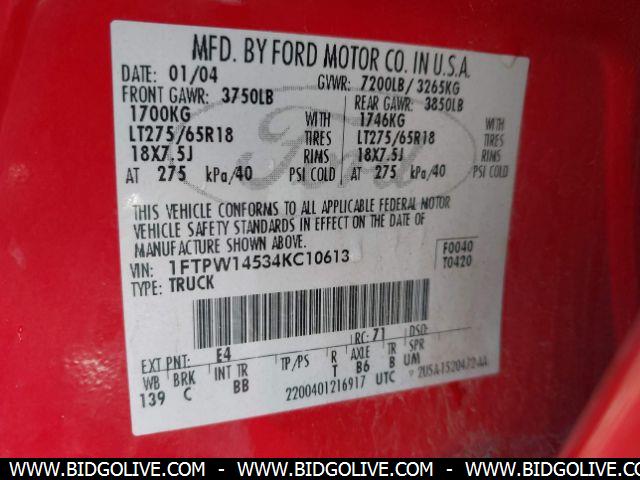 MFD. BY FORD MOTOR CO. IN U.S.A.
DATE: 01/04 GVWR: 7200LB/ 3265KG
FRONT GAWR: 3750LB REAR GAWR: 3850LB
1700KG WITH 1746KG WITH
LT275/65R18 TIRES LT275/65R18 TIRES
18X7.5J RIMS 18X7.5J RIMS
AT 275 kPa/40 PSI COLD AT 275 kPa/40 PSI COLD
Ford
THIS VEHICLE CONFORMS TO ALL APPLICABLE FEDERAL MOTOR
VEHICLE SAFETY STANDARDS IN EFFECT ON THE DATE OF
MANUFACTURE SHOWN ABOVE.
VIN: 1FTPW14534KC10613 F0040
TYPE: TRUCK T0420
EXT PNT: E4 RC: 71 DSO:
WB BRK INT TR TP/PS R AXLE TR SPR
139 C BB T B6 B UM
2200401216917 UTC
WWW.BIDGOLIVE.COM - WWW.BIDGOLIVE.COM - WWW.BIDGOLIVE.COM